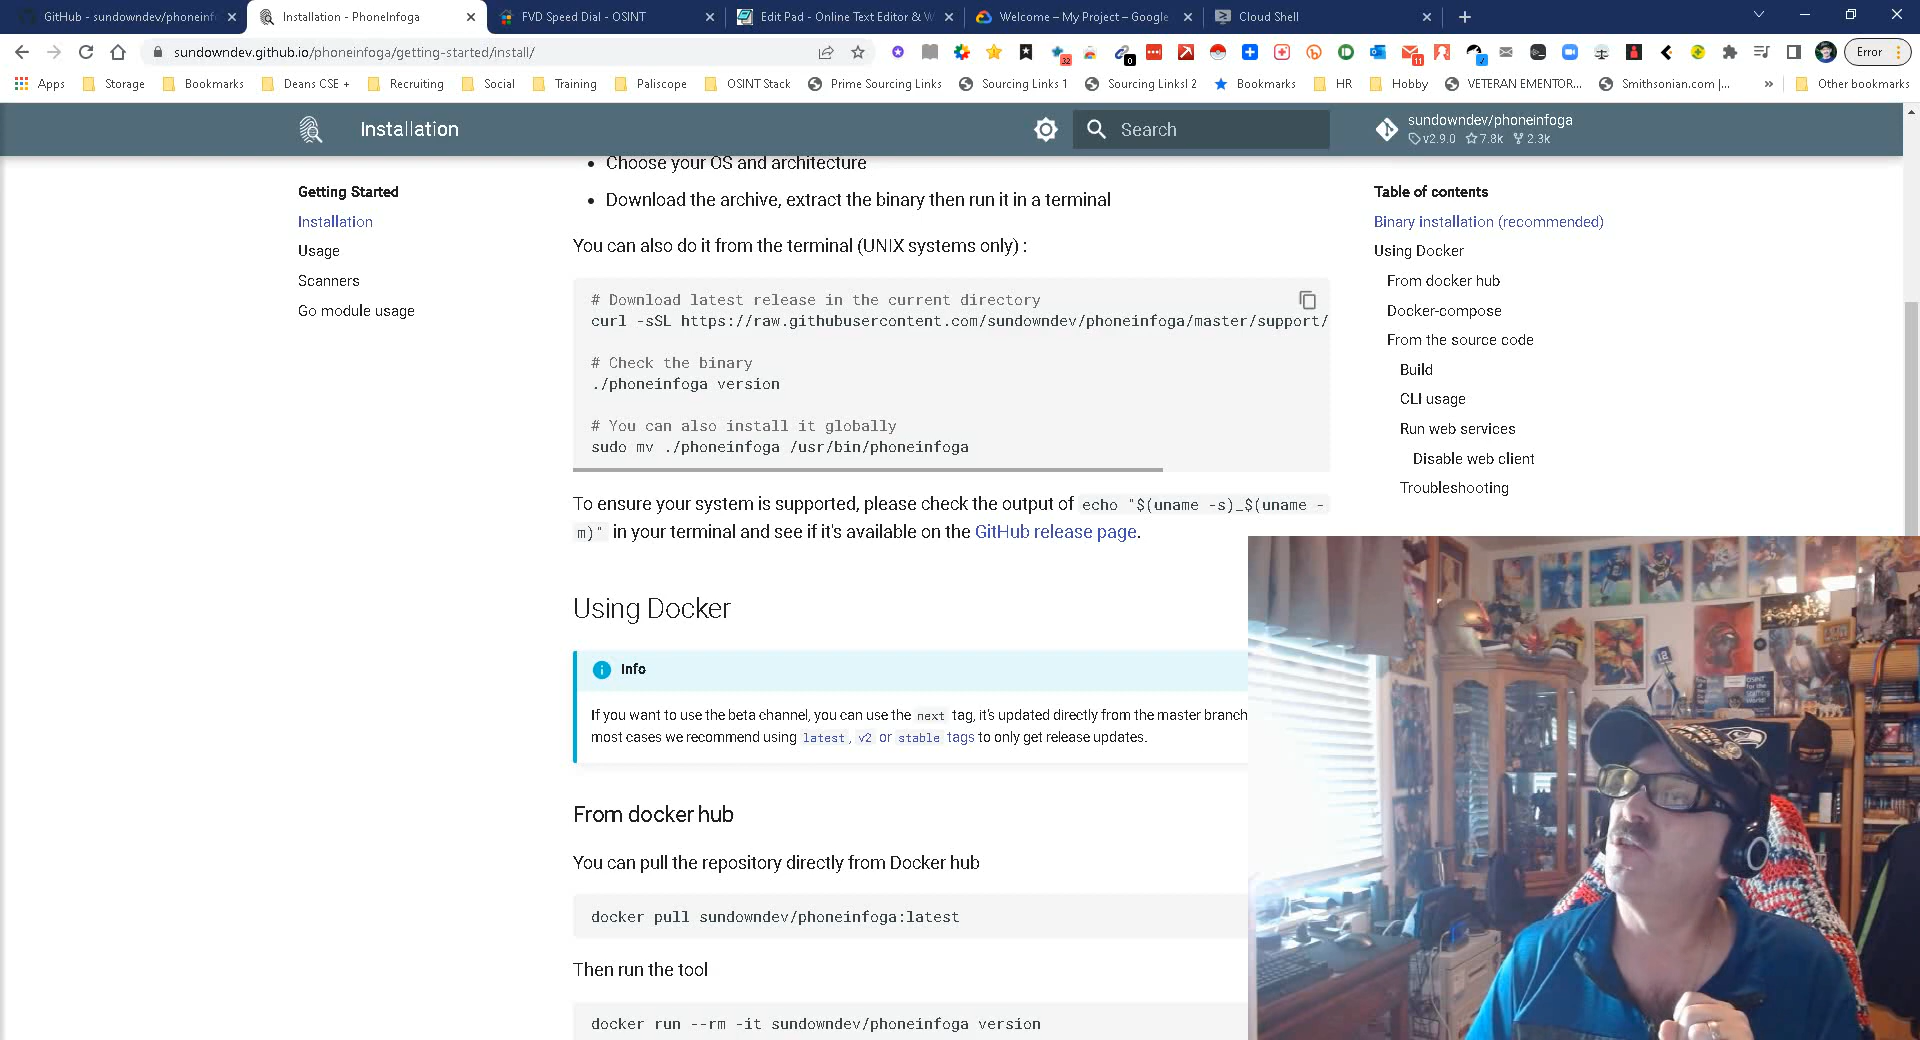 GitHub - sundowndev/phoneinf
Installation - PhoneInfoga
FVD Speed Dial - OSINT
Edit Pad - Online Text Editor & W
Welcome – My Project – Google
Cloud Shell
sundowndev.github.io/phoneinfoga/getting-started/install/
Error
Apps
Storage
Bookmarks
Deans CSE +
Recruiting
Social
Training
Paliscope
OSINT Stack
Prime Sourcing Links
Sourcing Links 1
Sourcing Linksl 2
Bookmarks
HR
Hobby
VETERAN EMENTOR...
Smithsonian.com |...
»
Other bookmarks
Installation
Search
sundowndev/phoneinfoga
v2.9.0 7.8k 2.3k
Getting Started
Installation
Usage
Scanners
Go module usage
• Choose your OS and architecture
• Download the archive, extract the binary then run it in a terminal
You can also do it from the terminal (UNIX systems only) :
# Download latest release in the current directory
curl -sSL https://raw.githubusercontent.com/sundowndev/phoneinfoga/master/support/
# Check the binary
./phoneinfoga version
# You can also install it globally
sudo mv ./phoneinfoga /usr/bin/phoneinfoga
To ensure your system is supported, please check the output of echo "$(uname -s)_$(uname -
m)" in your terminal and see if it's available on the GitHub release page.
Using Docker
Info
If you want to use the beta channel, you can use the next tag, it's updated directly from the master branch
most cases we recommend using latest, v2 or stable tags to only get release updates.
From docker hub
You can pull the repository directly from Docker hub
docker pull sundowndev/phoneinfoga:latest
Then run the tool
docker run --rm -it sundowndev/phoneinfoga version
Table of contents
Binary installation (recommended)
Using Docker
From docker hub
Docker-compose
From the source code
Build
CLI usage
Run web services
Disable web client
Troubleshooting
12
OSINT